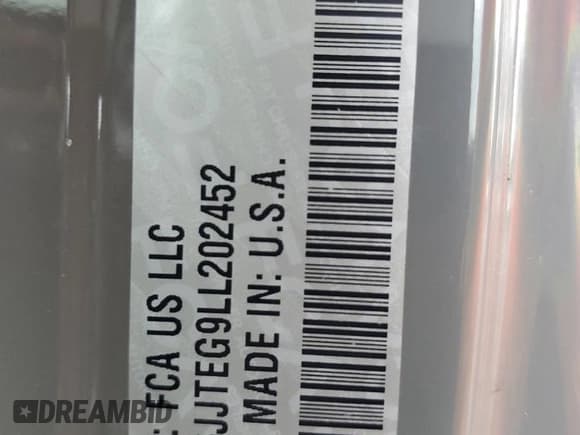 : FCA US LLC
JJTEG9LL202452
MADE IN: U.S.A.
DREAMBID